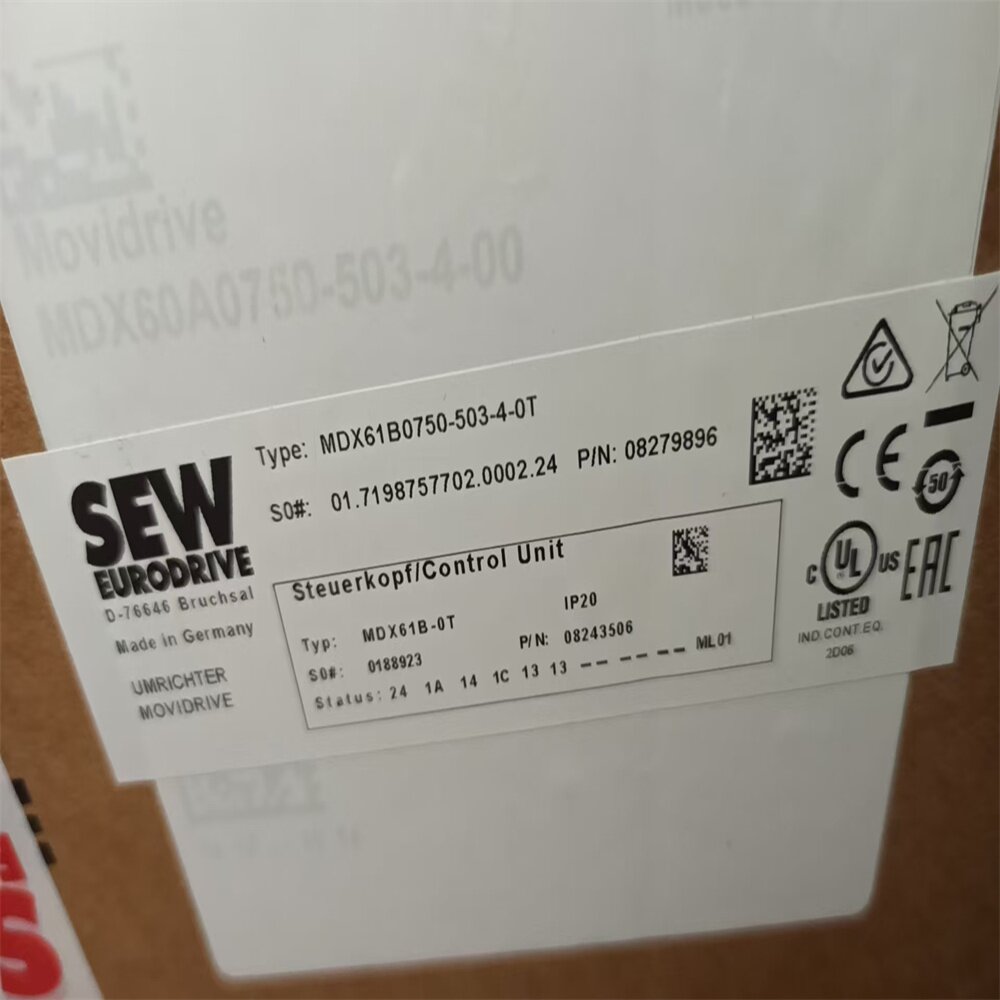 Movidrive
MDX60A0750-503-4-00
SEW
EURODRIVE
D-76646 Bruchsal
Made in Germany
UMRICHTER
MOVIDRIVE
Type: MDX61B0750-503-4-0T
SO#: 01.7198757702.0002.24 P/N: 08279896
Steuerkopf/Control Unit
IP20
Typ: MDX61B-0T
P/N: 08243506
SO#: 0188923
Status: 24 1A 14 1C 13 13 -- -- -- -- ML01
CE
50
C UL US
LISTED
IND.CONT.EQ.
2D06
EAC
S